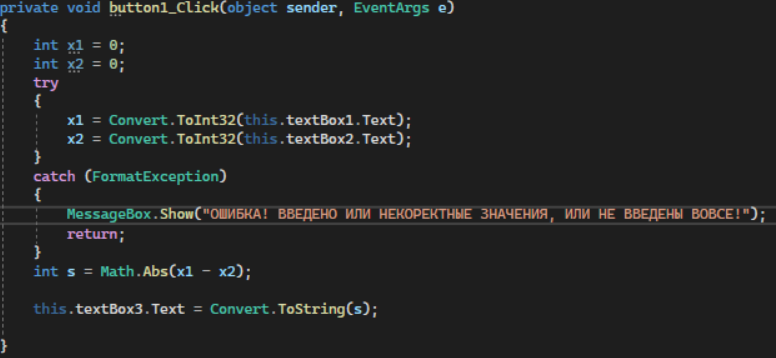 private void button1_Click(object sender, EventArgs e)
{
int x1 = 0;
int x2 = 0;
try
{
x1 = Convert.ToInt32(this.textBox1.Text);
x2 = Convert.ToInt32(this.textBox2.Text);
}
catch (FormatException)
{
MessageBox.Show("ОШИБКА! ВВЕДЕНО ИЛИ НЕКОРЕКТНЫЕ ЗНАЧЕНИЯ, ИЛИ НЕ ВВЕДЕНЫ ВОВСЕ!");
return;
}
int s = Math.Abs(x1 - x2);
this.textBox3.Text = Convert.ToString(s);
}